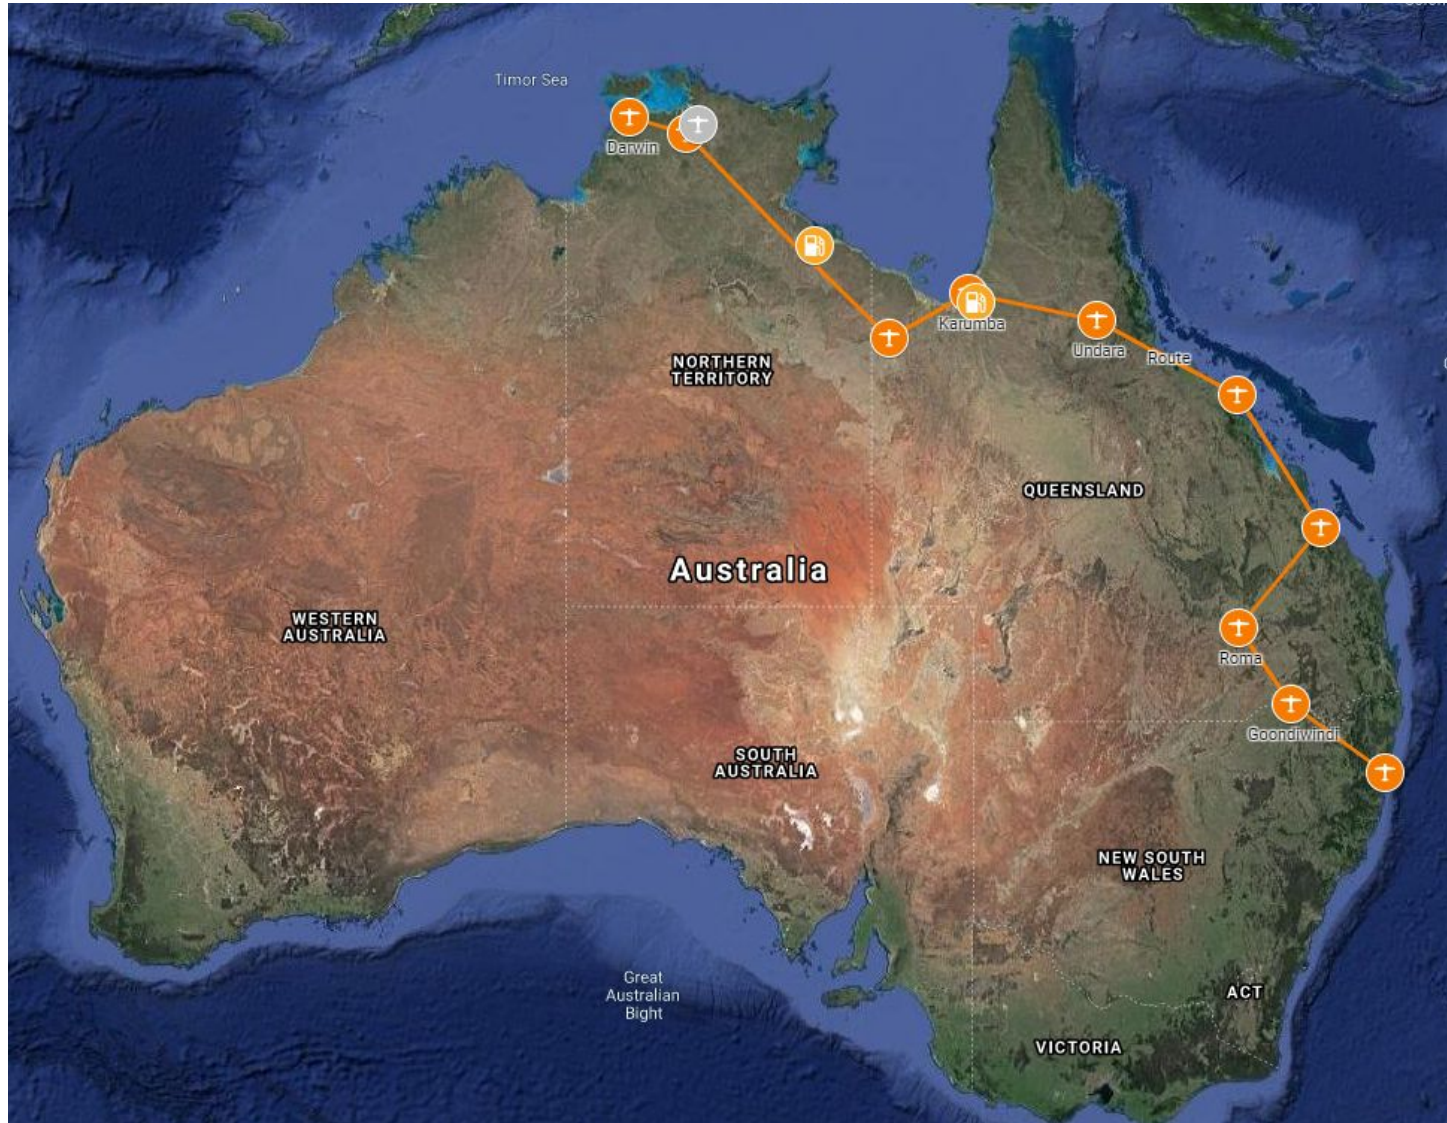 Timor Sea
Darwin
Karumba
Undara
Route
NORTHERN
TERRITORY
QUEENSLAND
Australia
WESTERN
AUSTRALIA
Roma
Goondiwindi
SOUTH
AUSTRALIA
NEW SOUTH
WALES
Great
Australian
Bight
ACT
VICTORIA